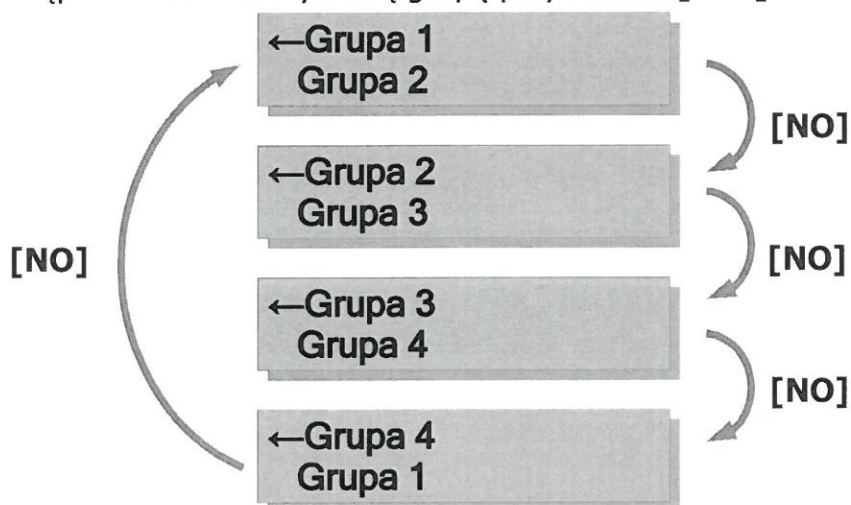 ←Grupa 1
Grupa 2
[NO]
←Grupa 2
Grupa 3
[NO]
[NO]
←Grupa 3
Grupa 4
[NO]
←Grupa 4
Grupa 1